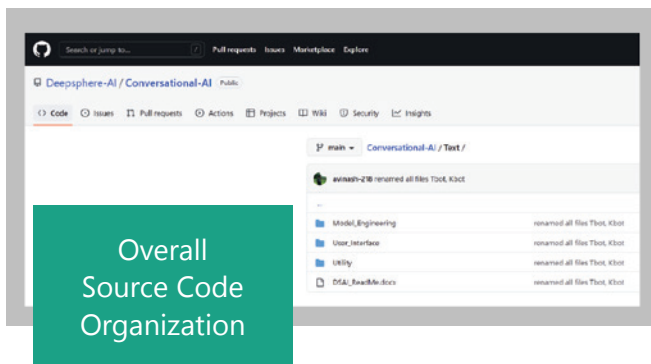 Search or jump to... / Pull requests Issues Marketplace Explore
Deepsphere-AI / Conversational-AI Public
Code Issues Pull requests Actions Projects Wiki Security Insights
main Conversational-AI / Text /
avinash-218 renamed all files Tbot, Kbot
..
Model_Engineering renamed all files Tbot, Kbot
User_Interface renamed all files Tbot, Kbot
Utility renamed all files Tbot, Kbot
DSAI_ReadMe.docx renamed all files Tbot, Kbot
Overall
Source Code
Organization